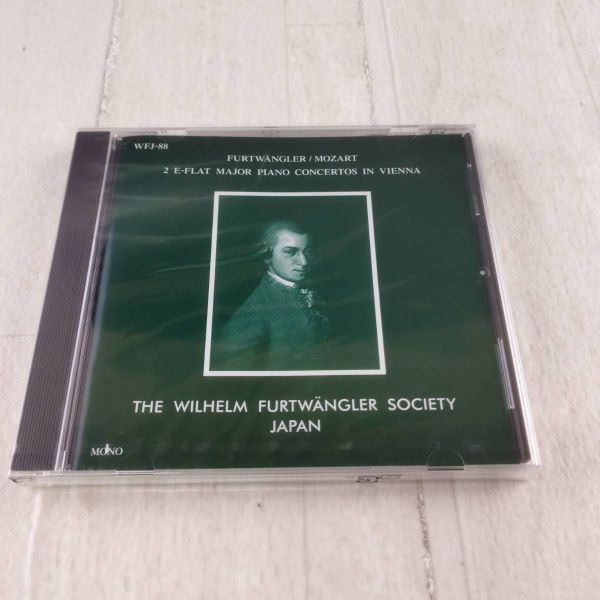 WFJ-88
FURTWÄNGLER / MOZART
2 E-FLAT MAJOR PIANO CONCERTOS IN VIENNA
THE WILHELM FURTWÄNGLER SOCIETY
JAPAN
MONO